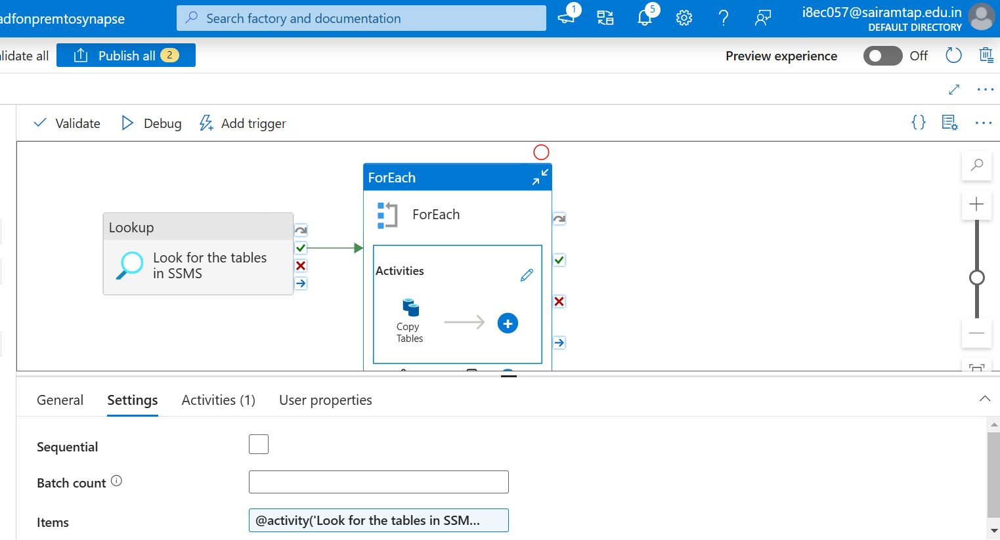 adfonpremtosynapse
Search factory and documentation
1
5
i8ec057@sairamtap.edu.in
DEFAULT DIRECTORY
alidate all
Publish all 2
Preview experience
Off
Validate
Debug
Add trigger
{}
ForEach
ForEach
Lookup
Look for the tables
in SSMS
Activities
Copy
Tables
General
Settings
Activities (1)
User properties
Sequential
Batch count
Items
@activity('Look for the tables in SSM...